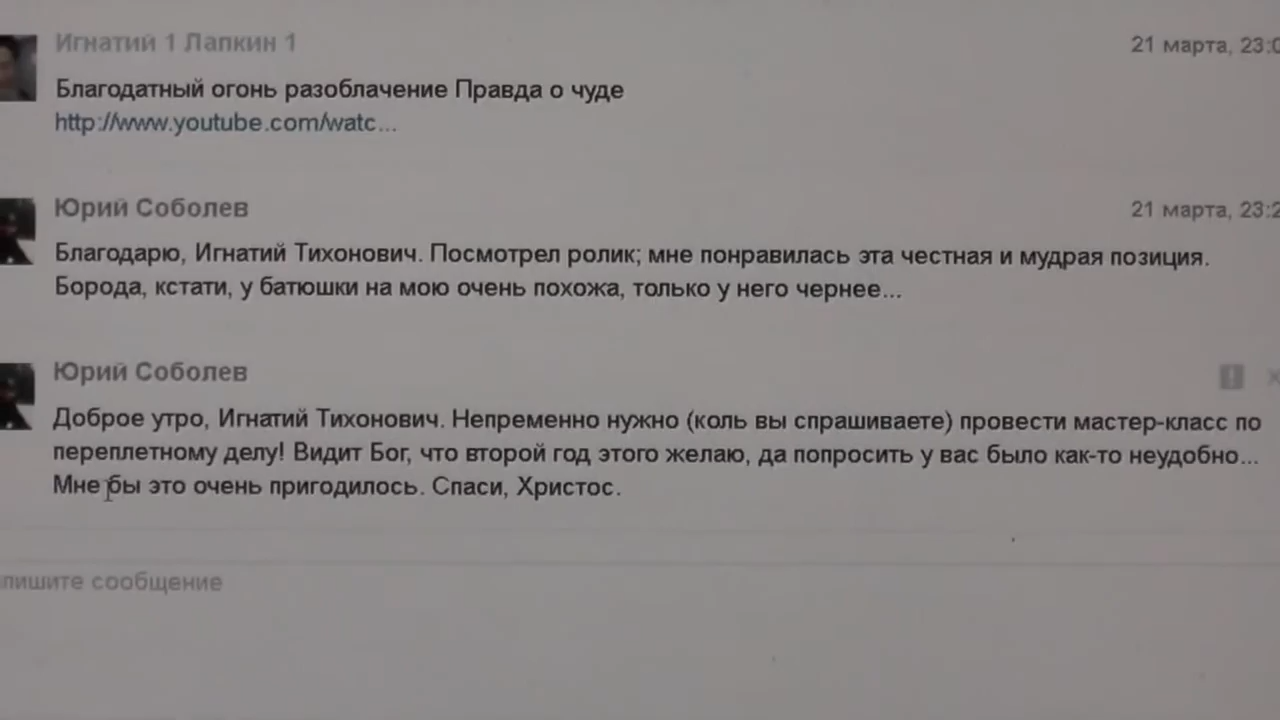 Игнатий 1 Лапкин 1
21 марта, 23:0
Благодатный огонь разоблачение Правда о чуде
http://www.youtube.com/watc...
Юрий Соболев
21 марта, 23:2
Благодарю, Игнатий Тихонович. Посмотрел ролик; мне понравилась эта честная и мудрая позиция.
Борода, кстати, у батюшки на мою очень похожа, только у него чернее...
Юрий Соболев
Доброе утро, Игнатий Тихонович. Непременно нужно (коль вы спрашиваете) провести мастер-класс по
переплетному делу! Видит Бог, что второй год этого желаю, да попросить у вас было как-то неудобно...
Мне бы это очень пригодилось. Спаси, Христос.
пишите сообщение